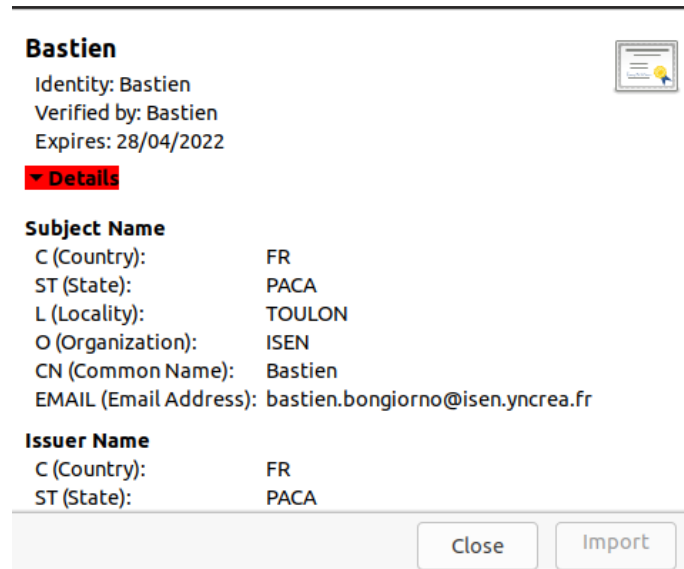 Bastien
Identity: Bastien
Verified by: Bastien
Expires: 28/04/2022
Details
Subject Name
C (Country): FR
ST (State): PACA
L (Locality): TOULON
O (Organization): ISEN
CN (Common Name): Bastien
EMAIL (Email Address): bastien.bongiorno@isen.yncrea.fr
Issuer Name
C (Country): FR
ST (State): PACA
Close Import